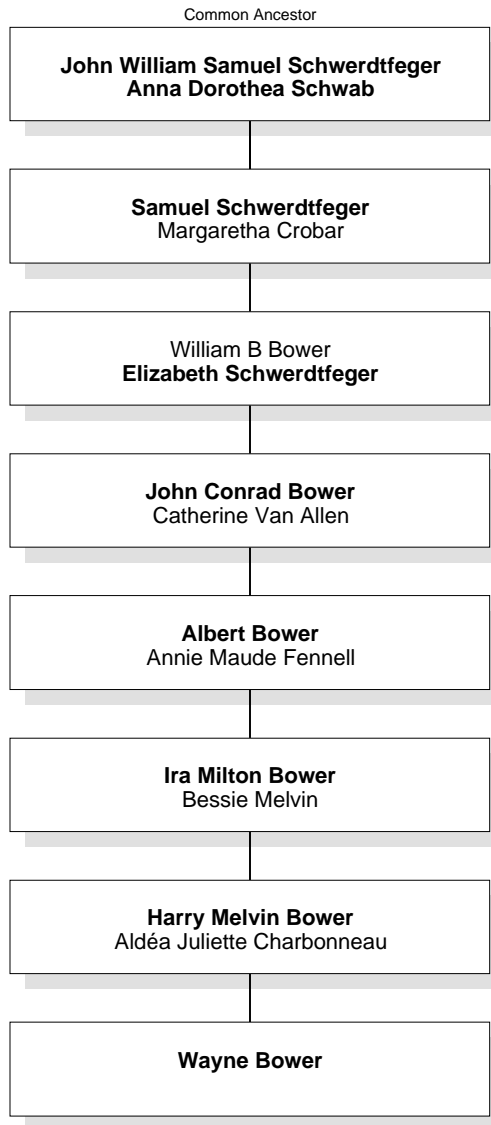 Common Ancestor
John William Samuel Schwerdtfeger
Anna Dorothea Schwab
Samuel Schwerdtfeger
Margaretha Crobar
William B Bower
Elizabeth Schwerdtfeger
John Conrad Bower
Catherine Van Allen
Albert Bower
Annie Maude Fennell
Ira Milton Bower
Bessie Melvin
Harry Melvin Bower
Aldéa Juliette Charbonneau
Wayne Bower